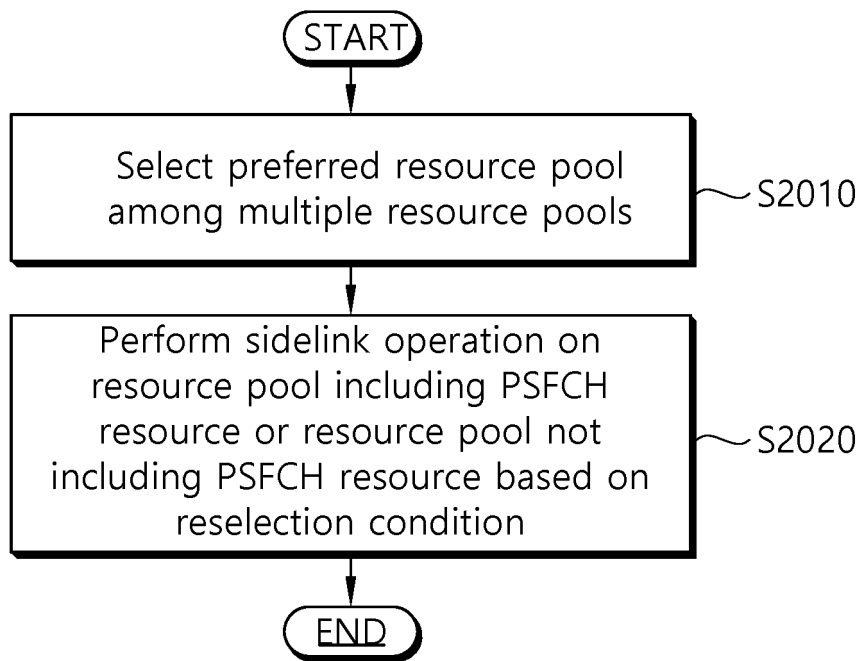 START
Select preferred resource pool
among multiple resource pools
S2010
Perform sidelink operation on
resource pool including PSFCH
resource or resource pool not
including PSFCH resource based on
reselection condition
S2020
END